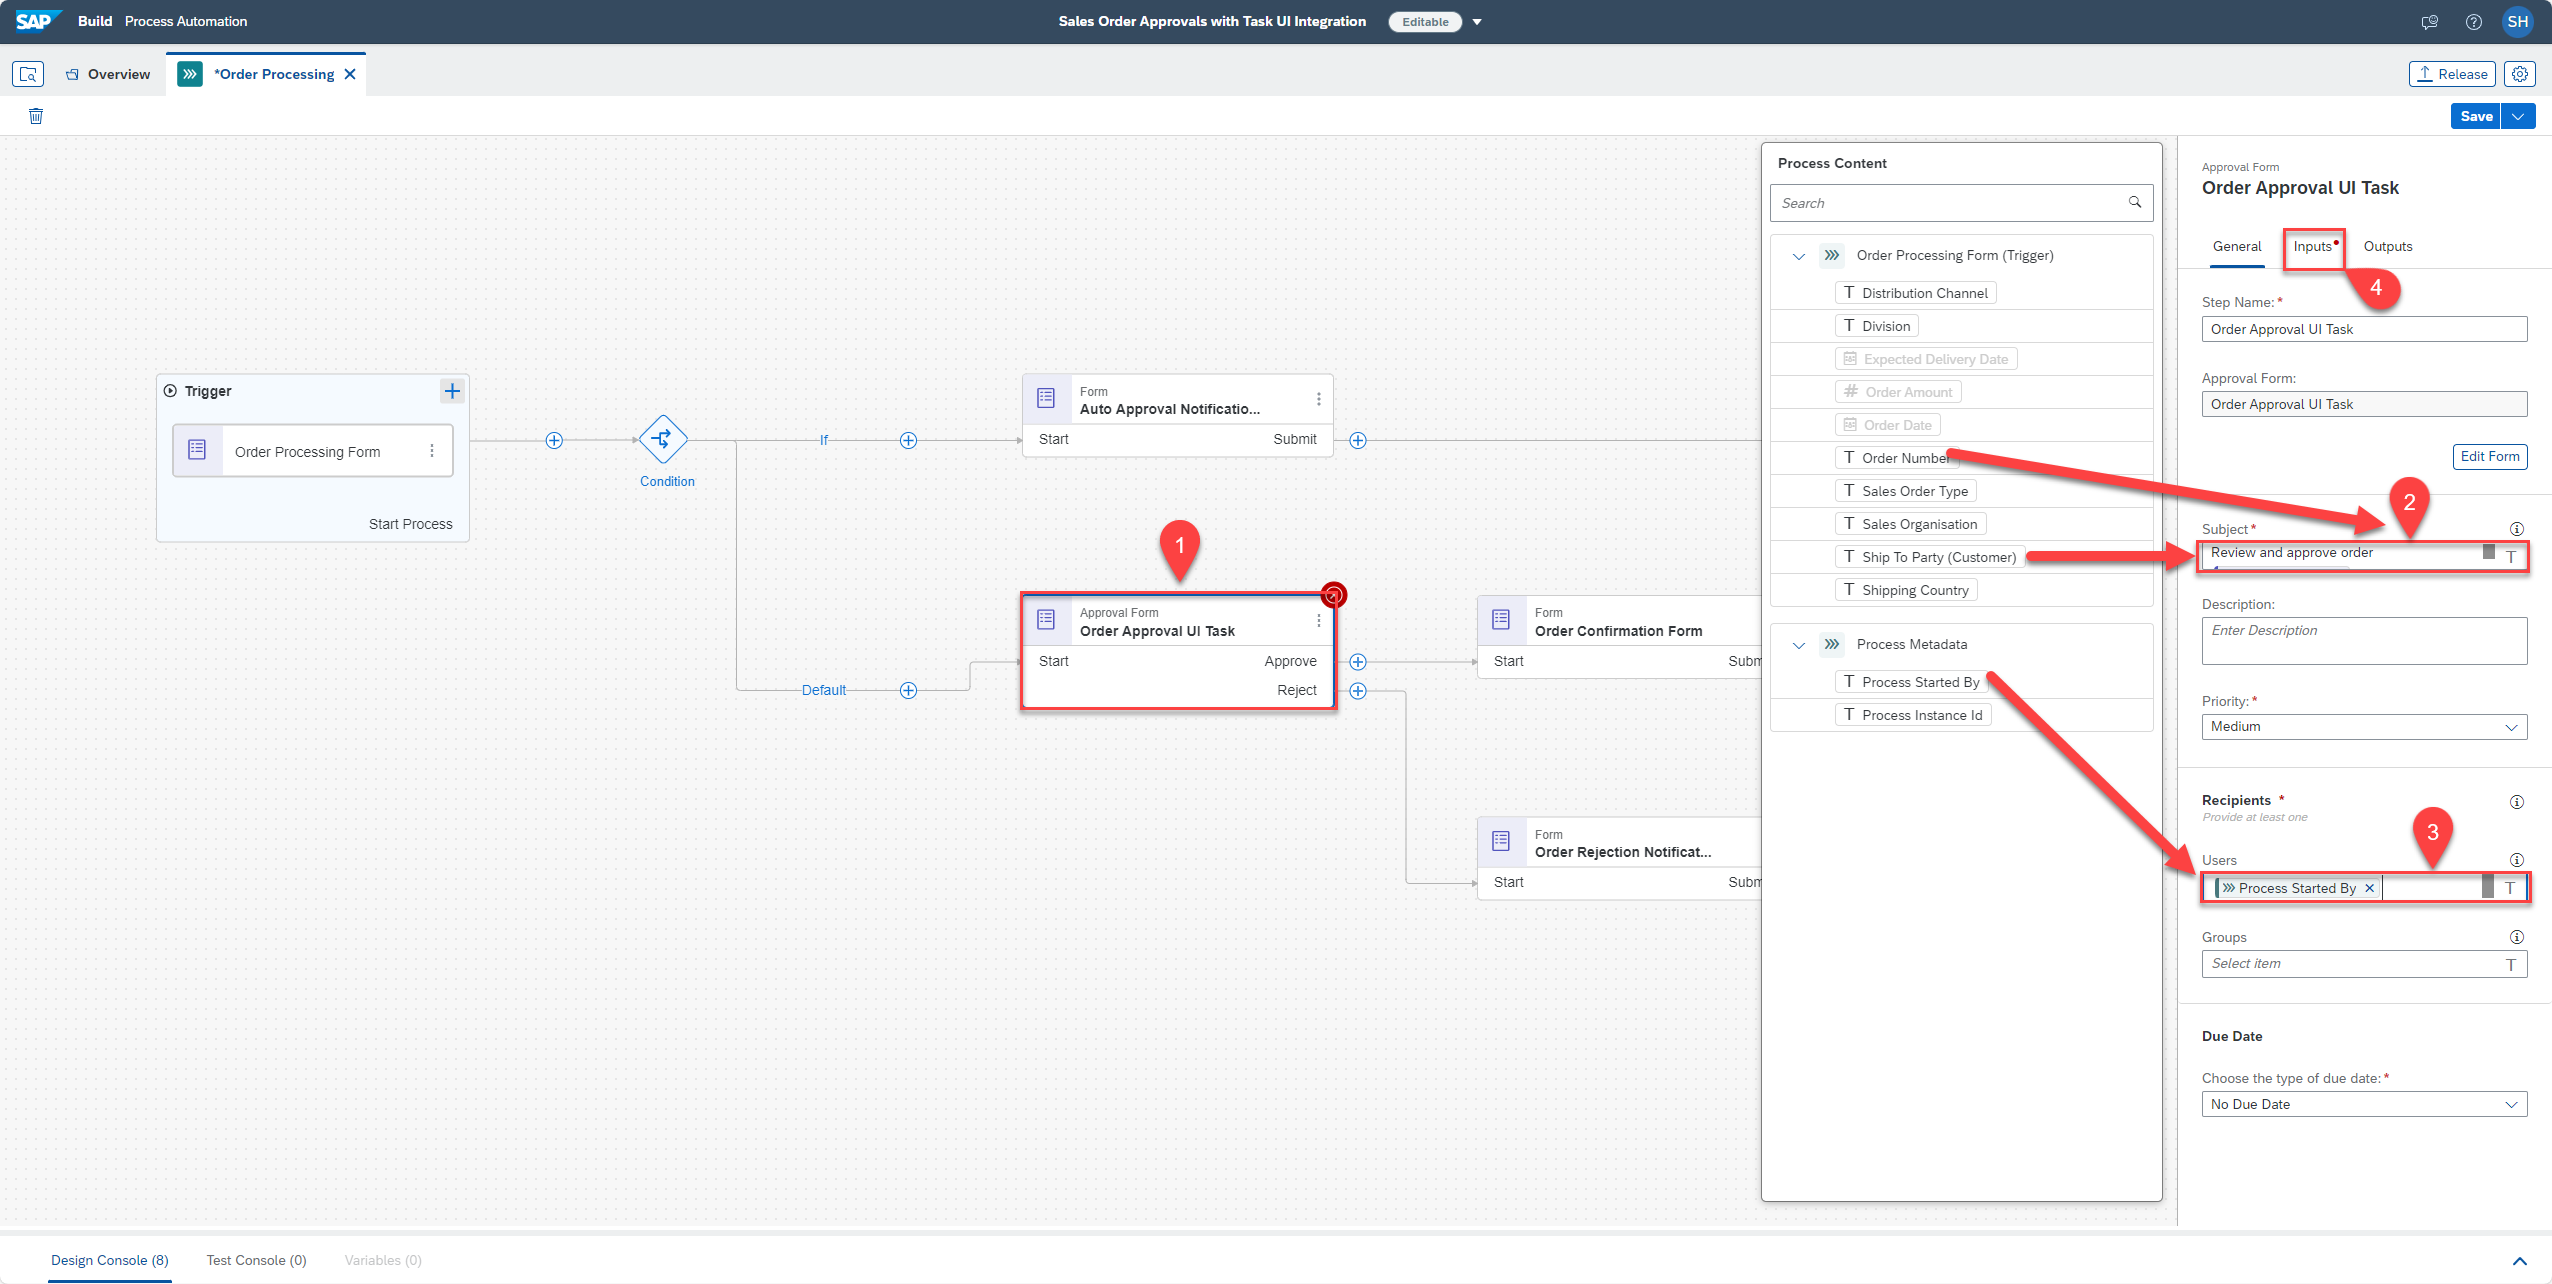 SAP Build Process Automation
Sales Order Approvals with Task UI Integration
Editable
SH
Overview
*Order Processing
Release
Save
Trigger
Order Processing Form
Start Process
Condition
If
Default
Form
Auto Approval Notificatio...
Start
Submit
1
Approval Form
Order Approval UI Task
Start
Approve
Reject
Form
Order Confirmation Form
Start
Subm
Form
Order Rejection Notificat...
Start
Subm
Process Content
Search
Order Processing Form (Trigger)
T Distribution Channel
T Division
Expected Delivery Date
# Order Amount
Order Date
T Order Number
T Sales Order Type
T Sales Organisation
T Ship To Party (Customer)
T Shipping Country
Process Metadata
T Process Started By
T Process Instance Id
Approval Form
Order Approval UI Task
General
Inputs
Outputs
4
Step Name: *
Order Approval UI Task
Approval Form:
Order Approval UI Task
Edit Form
2
Subject *
Review and approve order
T
Description:
Enter Description
Priority: *
Medium
Recipients *
Provide at least one
3
Users
Process Started By
T
Groups
Select item
T
Due Date
Choose the type of due date: *
No Due Date
Design Console (8)
Test Console (0)
Variables (0)